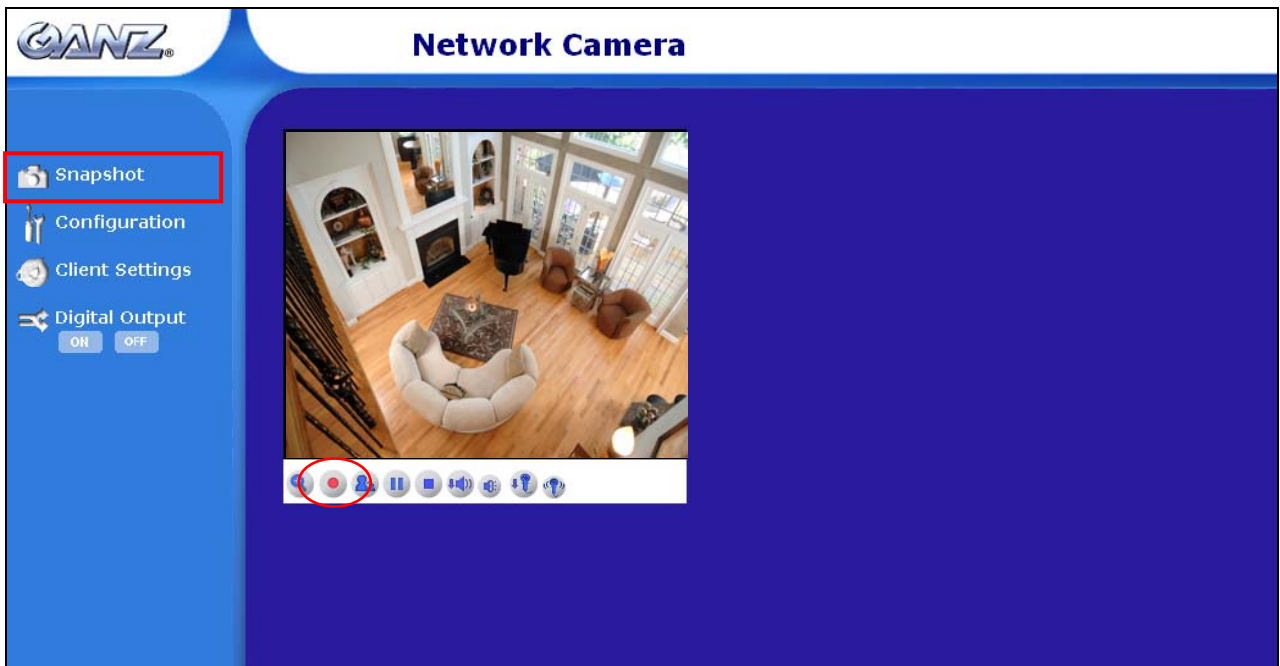 GANZ®
Network Camera
Snapshot
Configuration
Client Settings
Digital Output
ON OFF